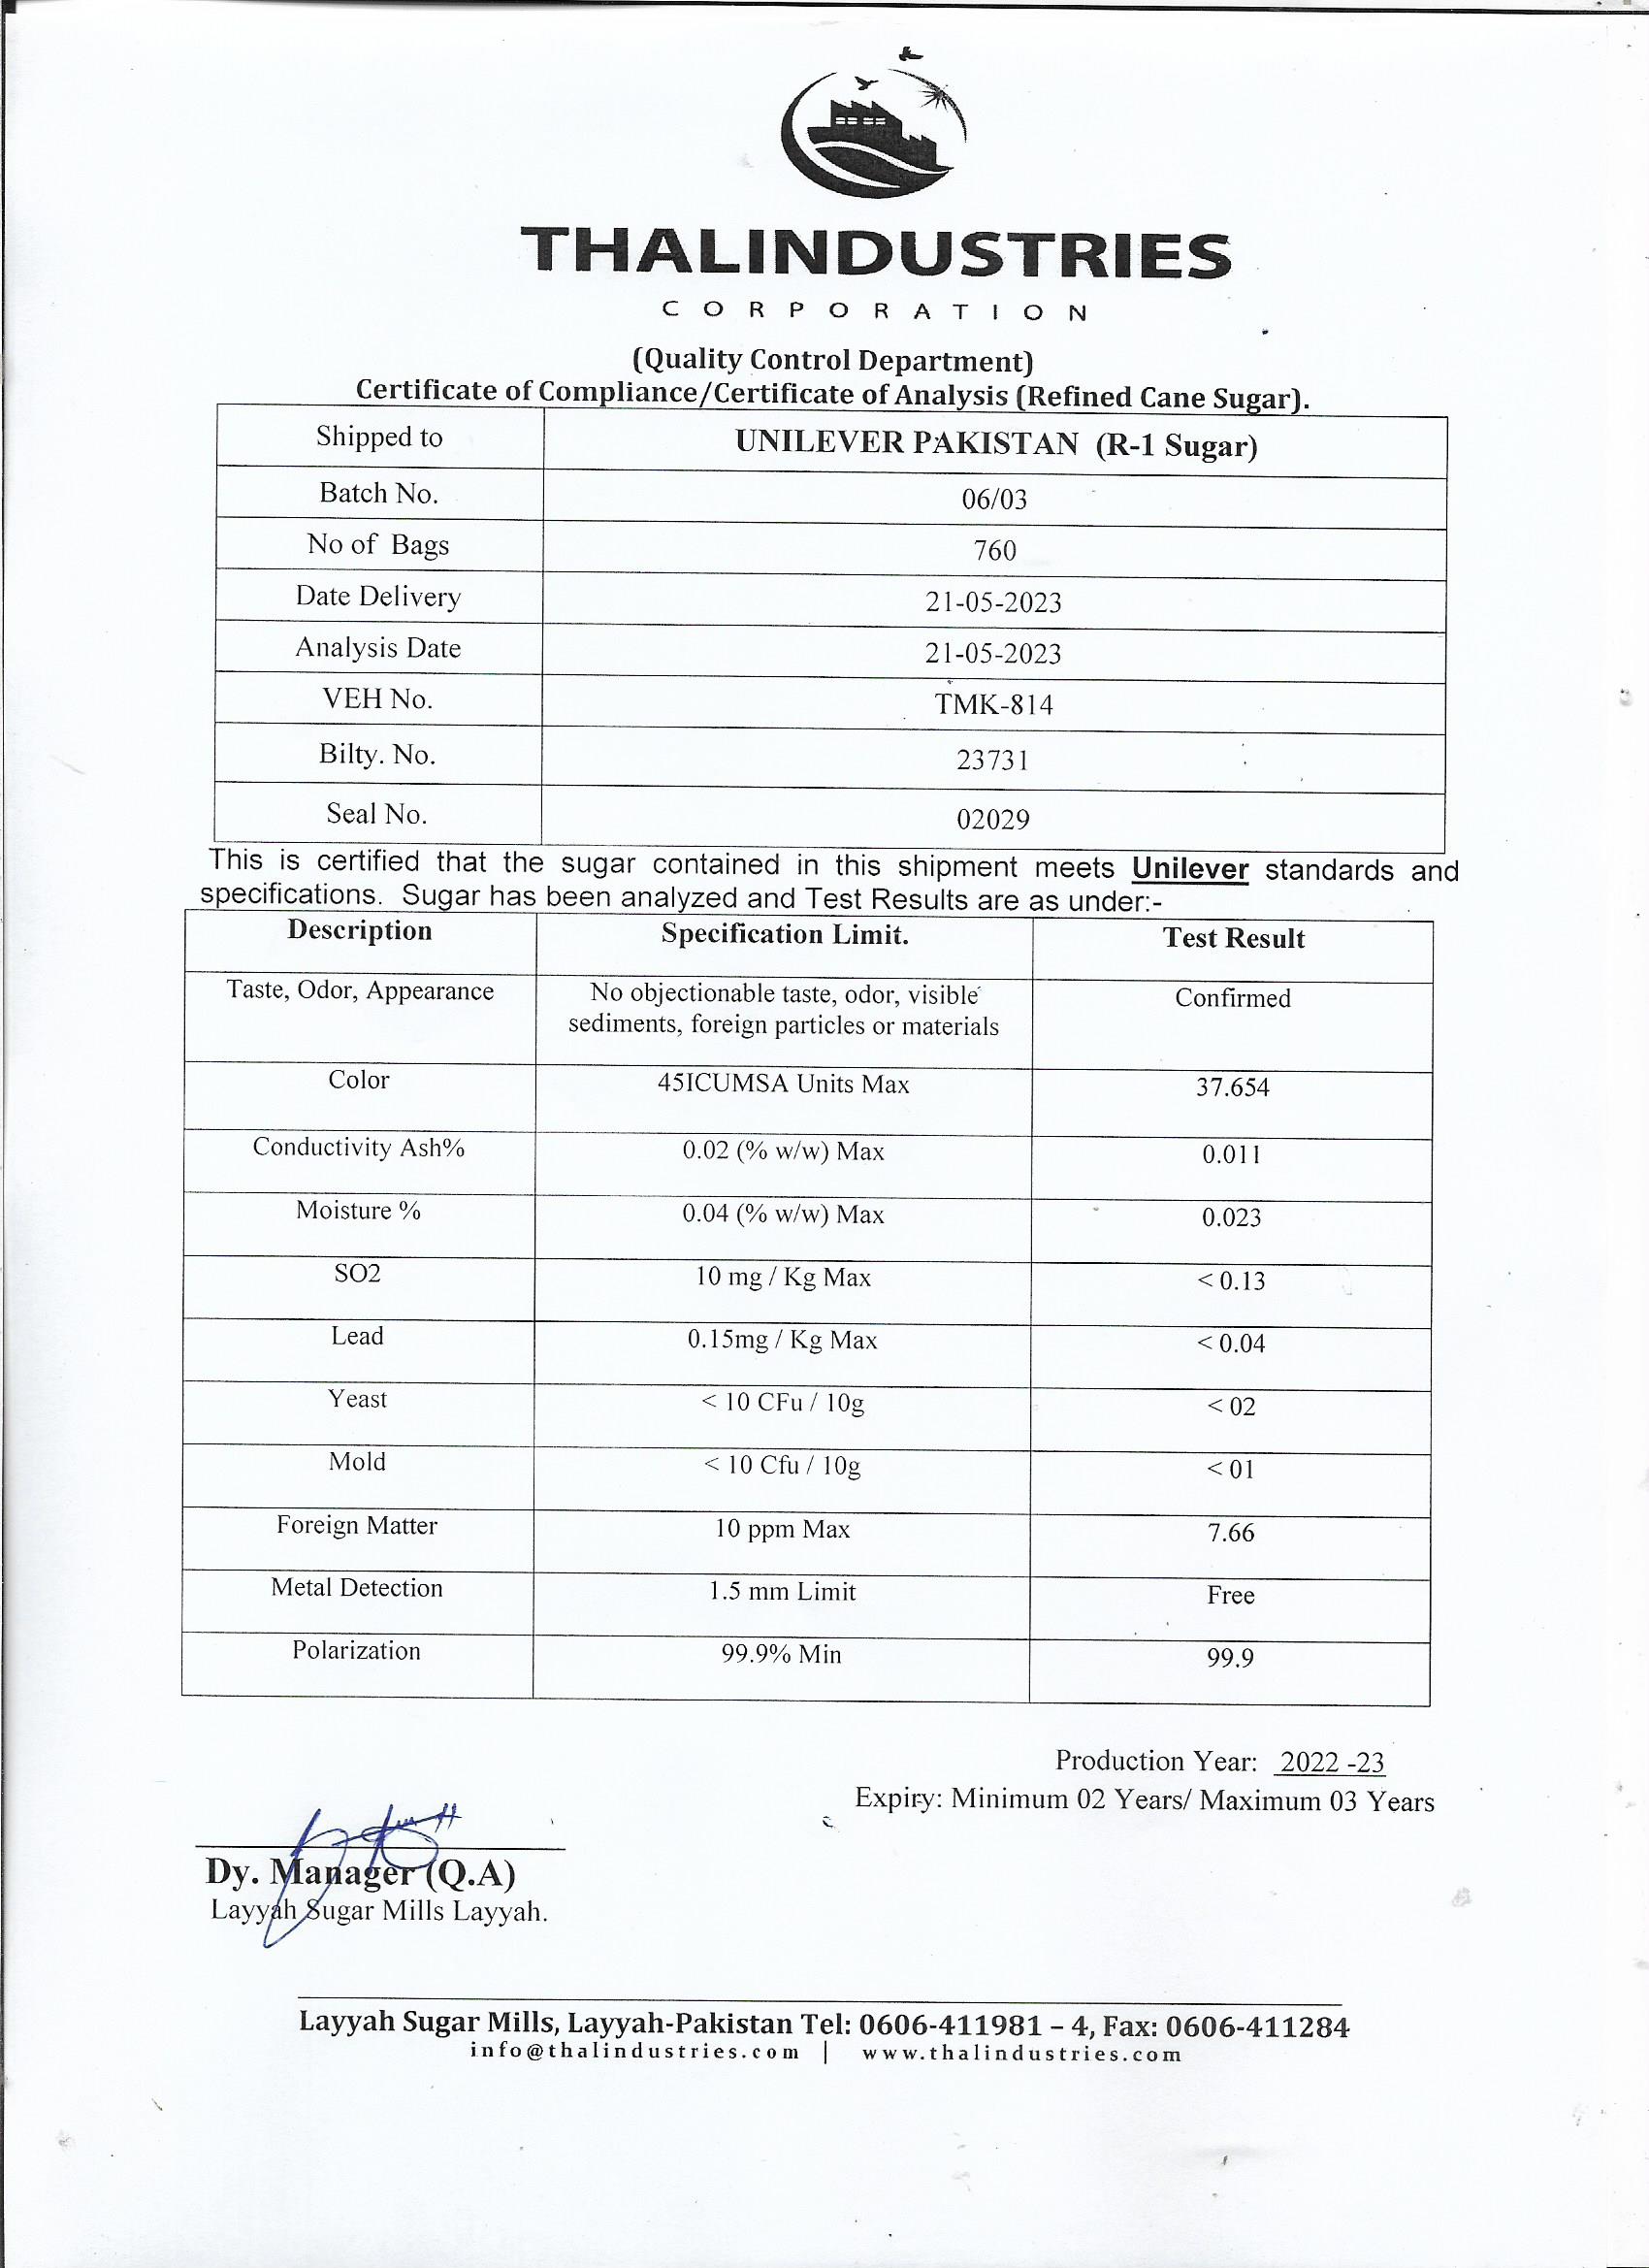 THALINDUSTRIES
CORPORATION
(Quality Control Department)
Certificate of Compliance/Certificate of Analysis (Refined Cane Sugar).
Shipped to UNILEVER PAKISTAN (R-1 Sugar)
Batch No. 06/03
No of Bags 760
Date Delivery 21-05-2023
Analysis Date 21-05-2023
VEH No. TMK-814
Bilty. No. 23731
Seal No. 02029
This is certified that the sugar contained in this shipment meets Unilever standards and
specifications. Sugar has been analyzed and Test Results are as under:-
Description Specification Limit. Test Result
Taste, Odor, Appearance No objectionable taste, odor, visible Confirmed
sediments, foreign particles or materials
Color 45ICUMSA Units Max 37.654
Conductivity Ash% 0.02 (% w/w) Max 0.011
Moisture % 0.04 (% w/w) Max 0.023
SO2 10 mg / Kg Max < 0.13
Lead 0.15mg / Kg Max < 0.04
Yeast < 10 CFu / 10g < 02
Mold < 10 Cfu / 10g < 01
Foreign Matter 10 ppm Max 7.66
Metal Detection 1.5 mm Limit Free
Polarization 99.9% Min 99.9
Production Year: 2022 -23
Expiry: Minimum 02 Years/ Maximum 03 Years
Dy. Manager (Q.A)
Layyah Sugar Mills Layyah.
Layyah Sugar Mills, Layyah-Pakistan Tel: 0606-411981 – 4, Fax: 0606-411284
info@thalindustries.com | www.thalindustries.com